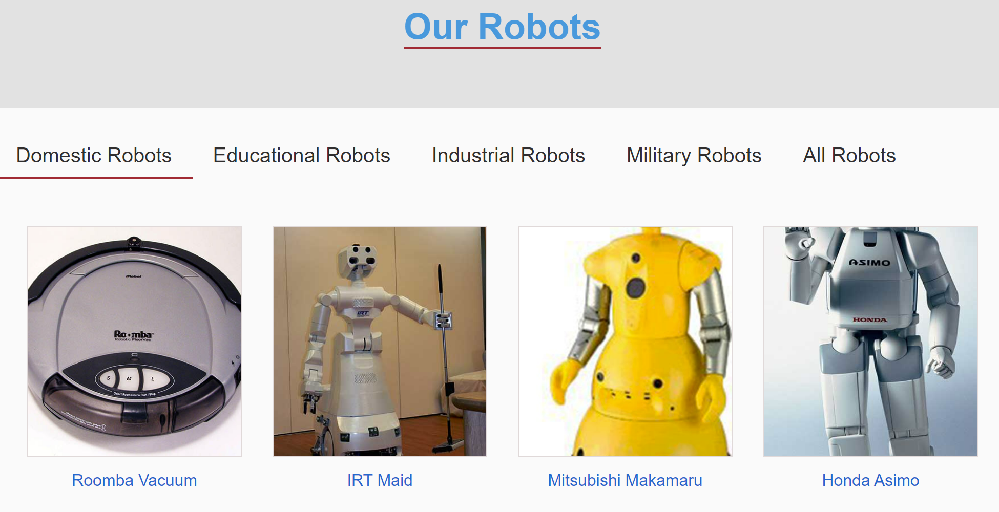 Our Robots
Domestic Robots
Educational Robots
Industrial Robots
Military Robots
All Robots
iRobot
Roomba
Robotic FloorVac
S M L
Select Room Size to Start / Stop
IRT
ASIMO
HONDA
Roomba Vacuum
IRT Maid
Mitsubishi Makamaru
Honda Asimo